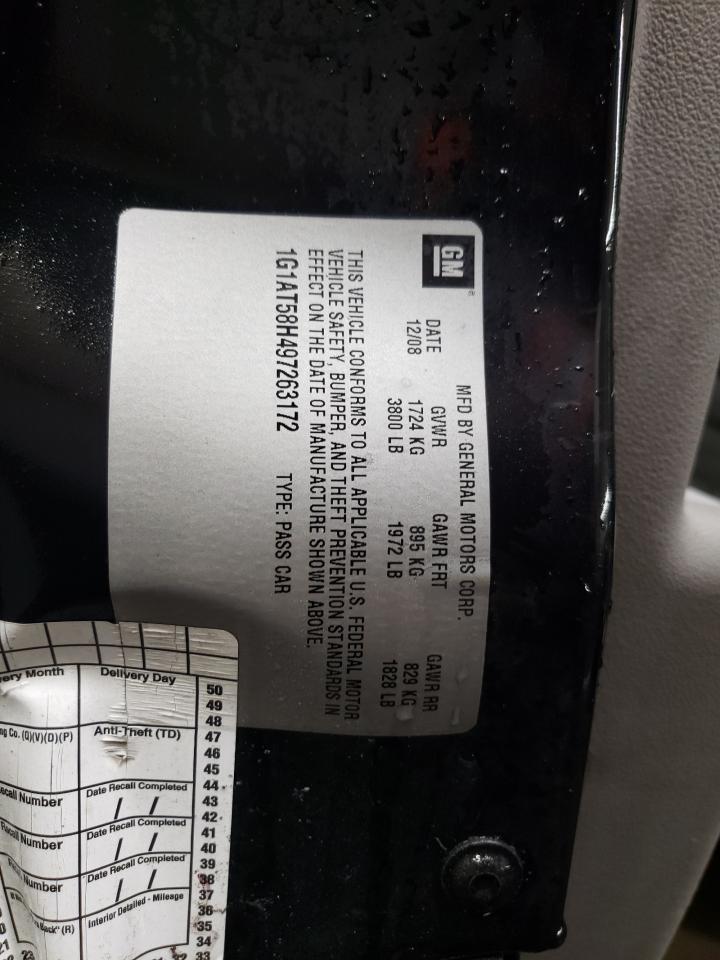 GM
MFD BY GENERAL MOTORS CORP.
DATE GVWR GAWR FRT GAWR RR
12/08 1724 KG 895 KG 829 KG
3800 LB 1972 LB 1828 LB
THIS VEHICLE CONFORMS TO ALL APPLICABLE U.S. FEDERAL MOTOR
VEHICLE SAFETY, BUMPER, AND THEFT PREVENTION STANDARDS IN
EFFECT ON THE DATE OF MANUFACTURE SHOWN ABOVE.
1G1AT58H497263172 TYPE: PASS CAR
Month Delivery Day
Co. (Q)(V)(D)(P) Anti-Theft (TD)
Number Date Recall Completed
/ /
Number Date Recall Completed
/ /
Number Date Recall Completed
/ /
(R) Interior Detailed - Mileage
50
49
48
47
46
45
44
43
42
41
40
39
38
37
36
35
34
33